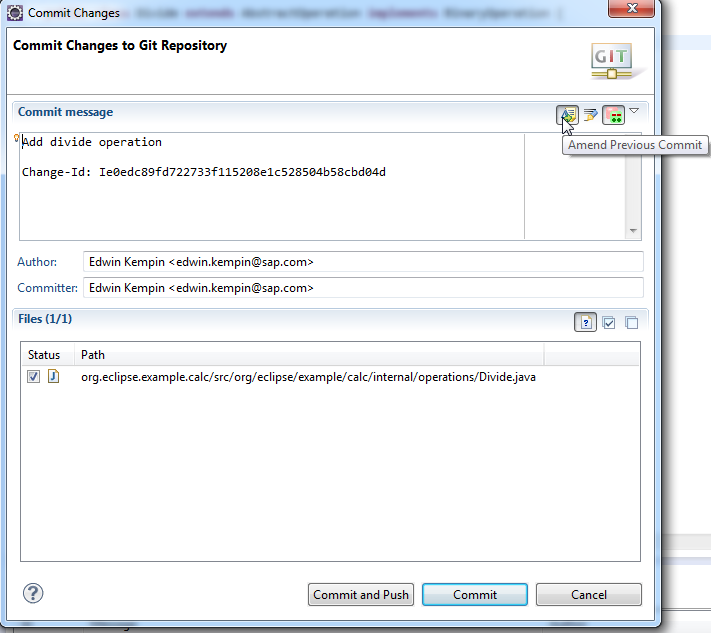 Commit Changes
Commit Changes to Git Repository
GIT
Commit message
Amend Previous Commit
Add divide operation
Change-Id: Ie0edc89fd722733f115208e1c528504b58cbd04d
Author: Edwin Kempin <edwin.kempin@sap.com>
Committer: Edwin Kempin <edwin.kempin@sap.com>
Files (1/1)
Status Path
org.eclipse.example.calc/src/org/eclipse/example/calc/internal/operations/Divide.java
Commit and Push Commit Cancel